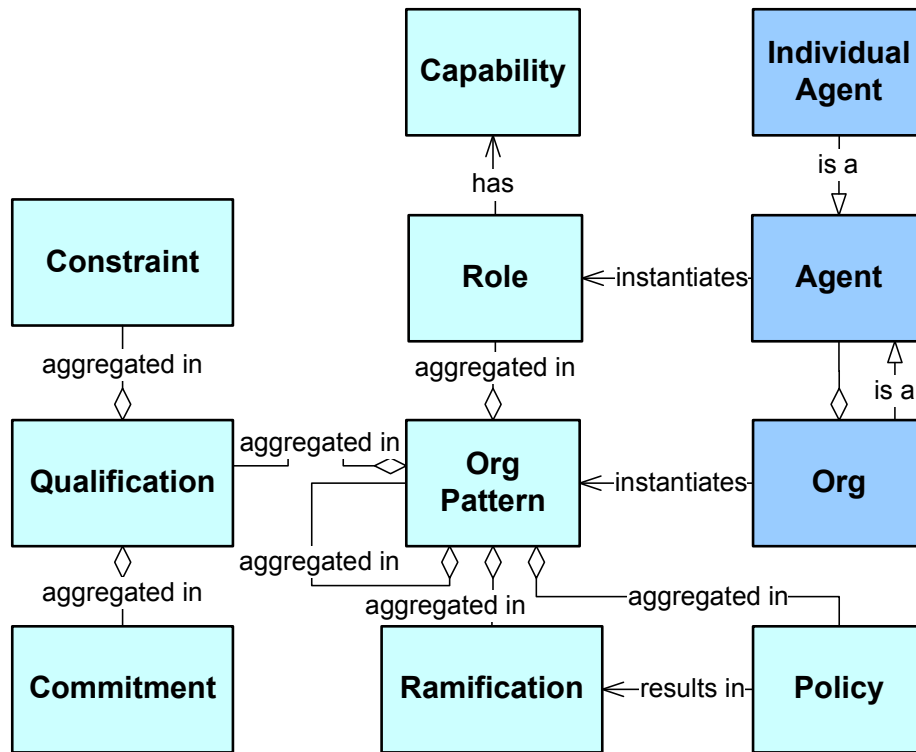 Capability
Individual
Agent
has
is a
Constraint
Role
instantiates
Agent
aggregated in
aggregated in
is a
Qualification
aggregated in
Org
Pattern
instantiates
Org
aggregated in
aggregated in
aggregated in
aggregated in
Commitment
Ramification
results in
Policy